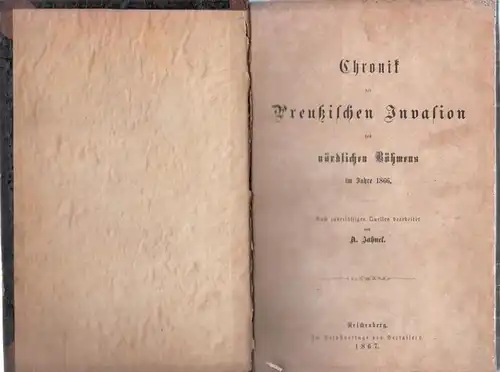 Chronik
der
Preußischen Invasion
des
nördlichen Böhmens
im Jahre 1866.
Nach zuverlässigen Quellen bearbeitet
von
A. Jahnel.
Reichenberg.
Im Selbstverlage des Verfassers.
1867.